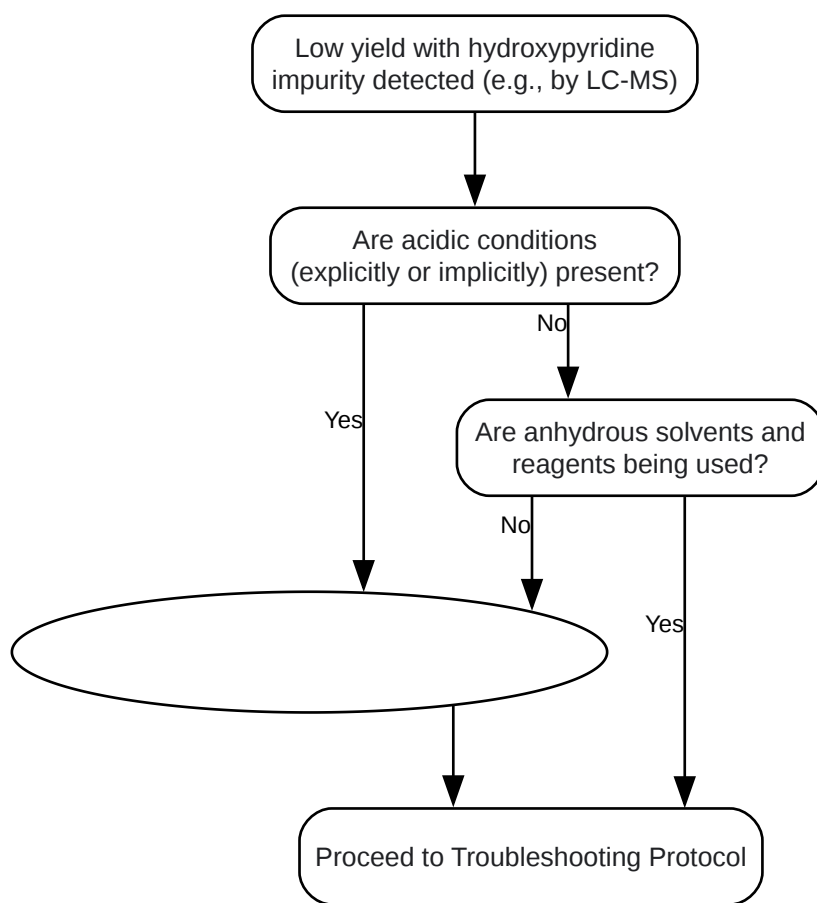 Low yield with hydroxypyridine
impurity detected (e.g., by LC-MS)
Are acidic conditions
(explicitly or implicitly) present?
No
Yes
Are anhydrous solvents and
reagents being used?
No
Yes
Proceed to Troubleshooting Protocol